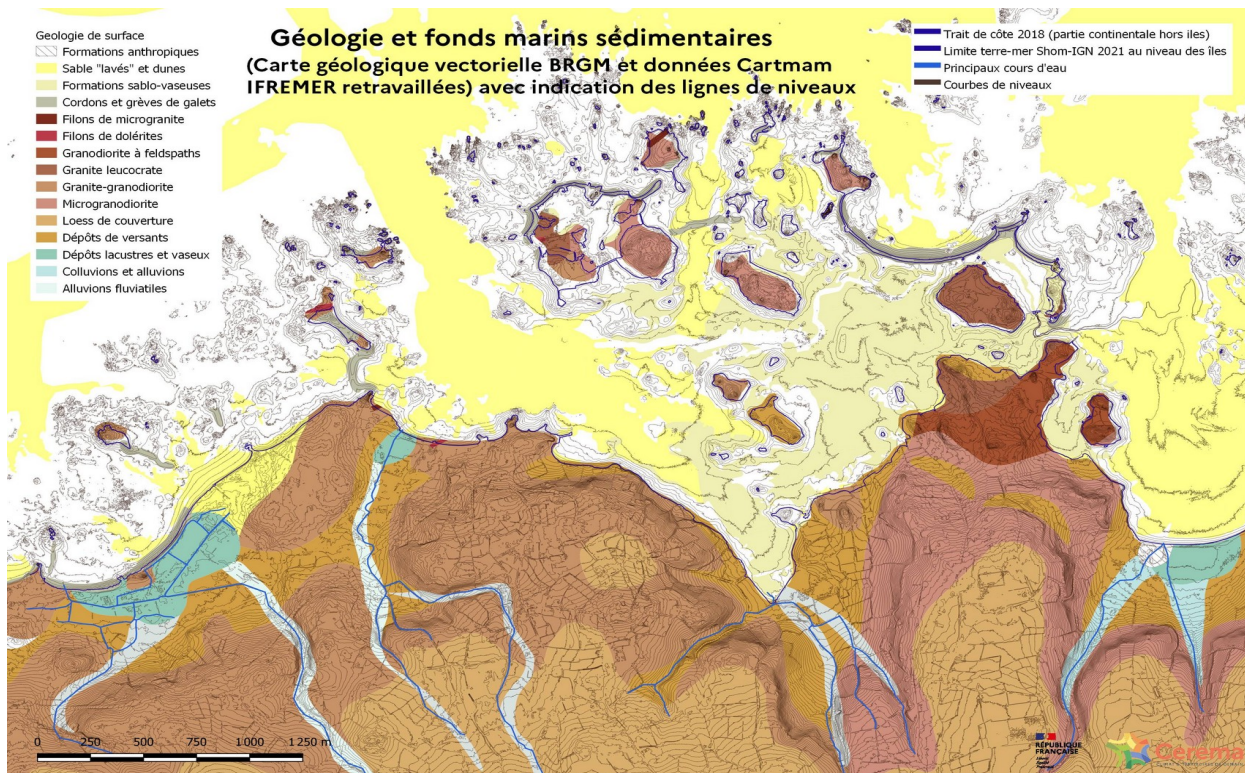 Géologie et fonds marins sédimentaires
(Carte géologique vectorielle BRGM et données Cartmam
IFREMER retravaillées) avec indication des lignes de niveaux
Geologie de surface
Formations anthropiques
Sable "lavés" et dunes
Formations sablo-vaseuses
Cordons et grèves de galets
Filons de microgranite
Filons de dolérites
Granodiorite à feldspaths
Granite leucocrate
Granite-granodiorite
Microgranodiorite
Loess de couverture
Dépôts de versants
Dépôts lacustres et vaseux
Colluvions et alluvions
Alluvions fluviatiles
Trait de côte 2018 (partie continentale hors iles)
Limite terre-mer Shom-IGN 2021 au niveau des îles
Principaux cours d'eau
Courbes de niveaux
0 250 500 750 1 000 1 250 m
RÉPUBLIQUE
FRANÇAISE
Liberté
Égalité
Fraternité
Cerema